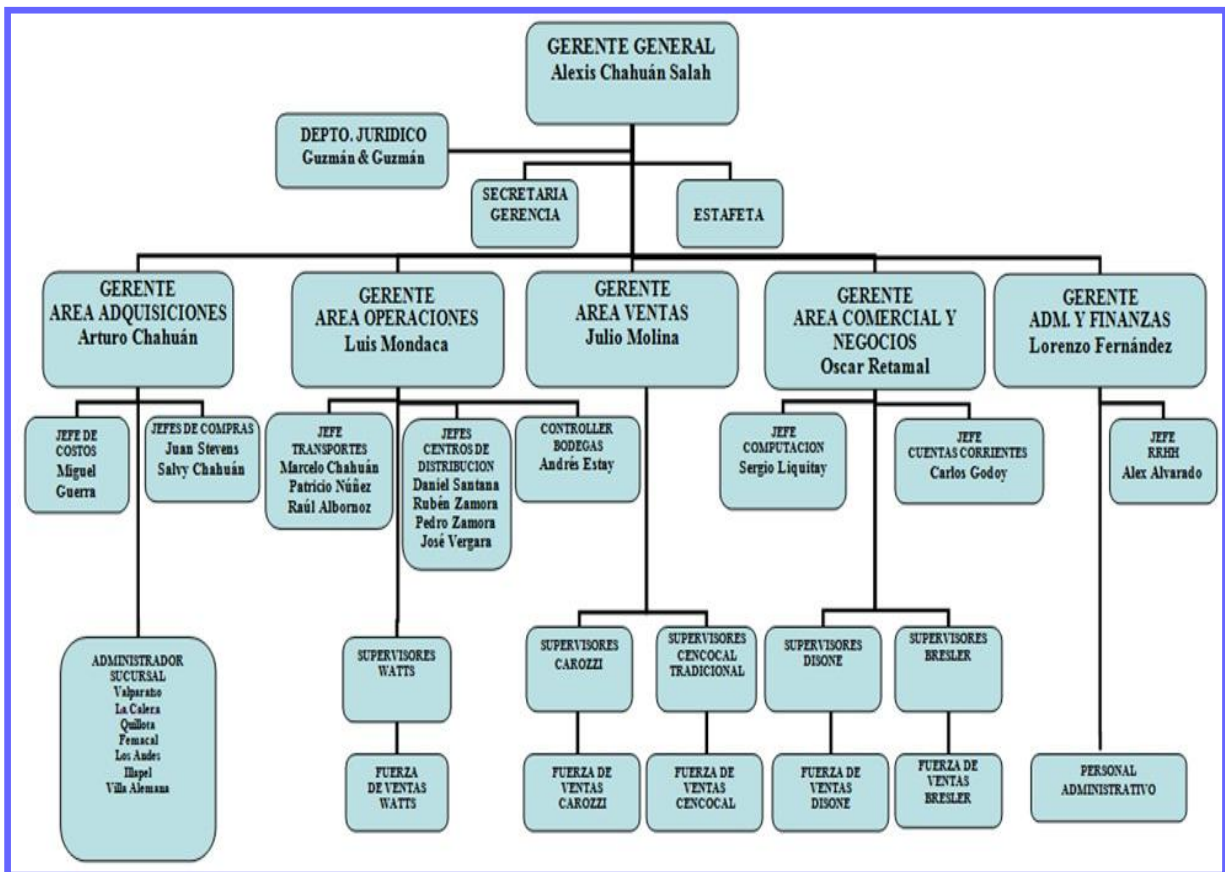 GERENTE GENERAL
Alexis Chahuán Salah
DEPTO. JURIDICO
Guzmán & Guzmán
SECRETARIA
GERENCIA
ESTAFETA
GERENTE
AREA ADQUISICIONES
Arturo Chahuán
GERENTE
AREA OPERACIONES
Luis Mondaca
GERENTE
AREA VENTAS
Julio Molina
GERENTE
AREA COMERCIAL Y
NEGOCIOS
Oscar Retamal
GERENTE
ADM. Y FINANZAS
Lorenzo Fernández
JEFE DE
COSTOS
Miguel
Guerra
JEFES DE COMPRAS
Juan Stevens
Salvy Chahuán
JEFE
TRANSPORTES
Marcelo Chahuán
Patricio Núñez
Raúl Albornoz
JEFES
CENTROS DE
DISTRIBUCION
Daniel Santana
Rubén Zamora
Pedro Zamora
José Vergara
CONTROLLER
BODEGAS
Andrés Estay
JEFE
COMPUTACION
Sergio Liquitay
JEFE
CUENTAS CORRIENTES
Carlos Godoy
JEFE
RRHH
Alex Alvarado
ADMINISTRADOR
SUCURSAL
Valparaíso
La Calera
Quillota
Femacal
Los Andes
Illapel
Villa Alemana
SUPERVISORES
WATTS
SUPERVISORES
CAROZZI
SUPERVISORES
CENCOCAL
TRADICIONAL
SUPERVISORES
DISONE
SUPERVISORES
BRESLER
FUERZA
DE VENTAS
WATTS
FUERZA DE
VENTAS
CAROZZI
FUERZA DE
VENTAS
CENCOCAL
FUERZA DE
VENTAS
DISONE
FUERZA DE
VENTAS
BRESLER
PERSONAL
ADMINISTRATIVO